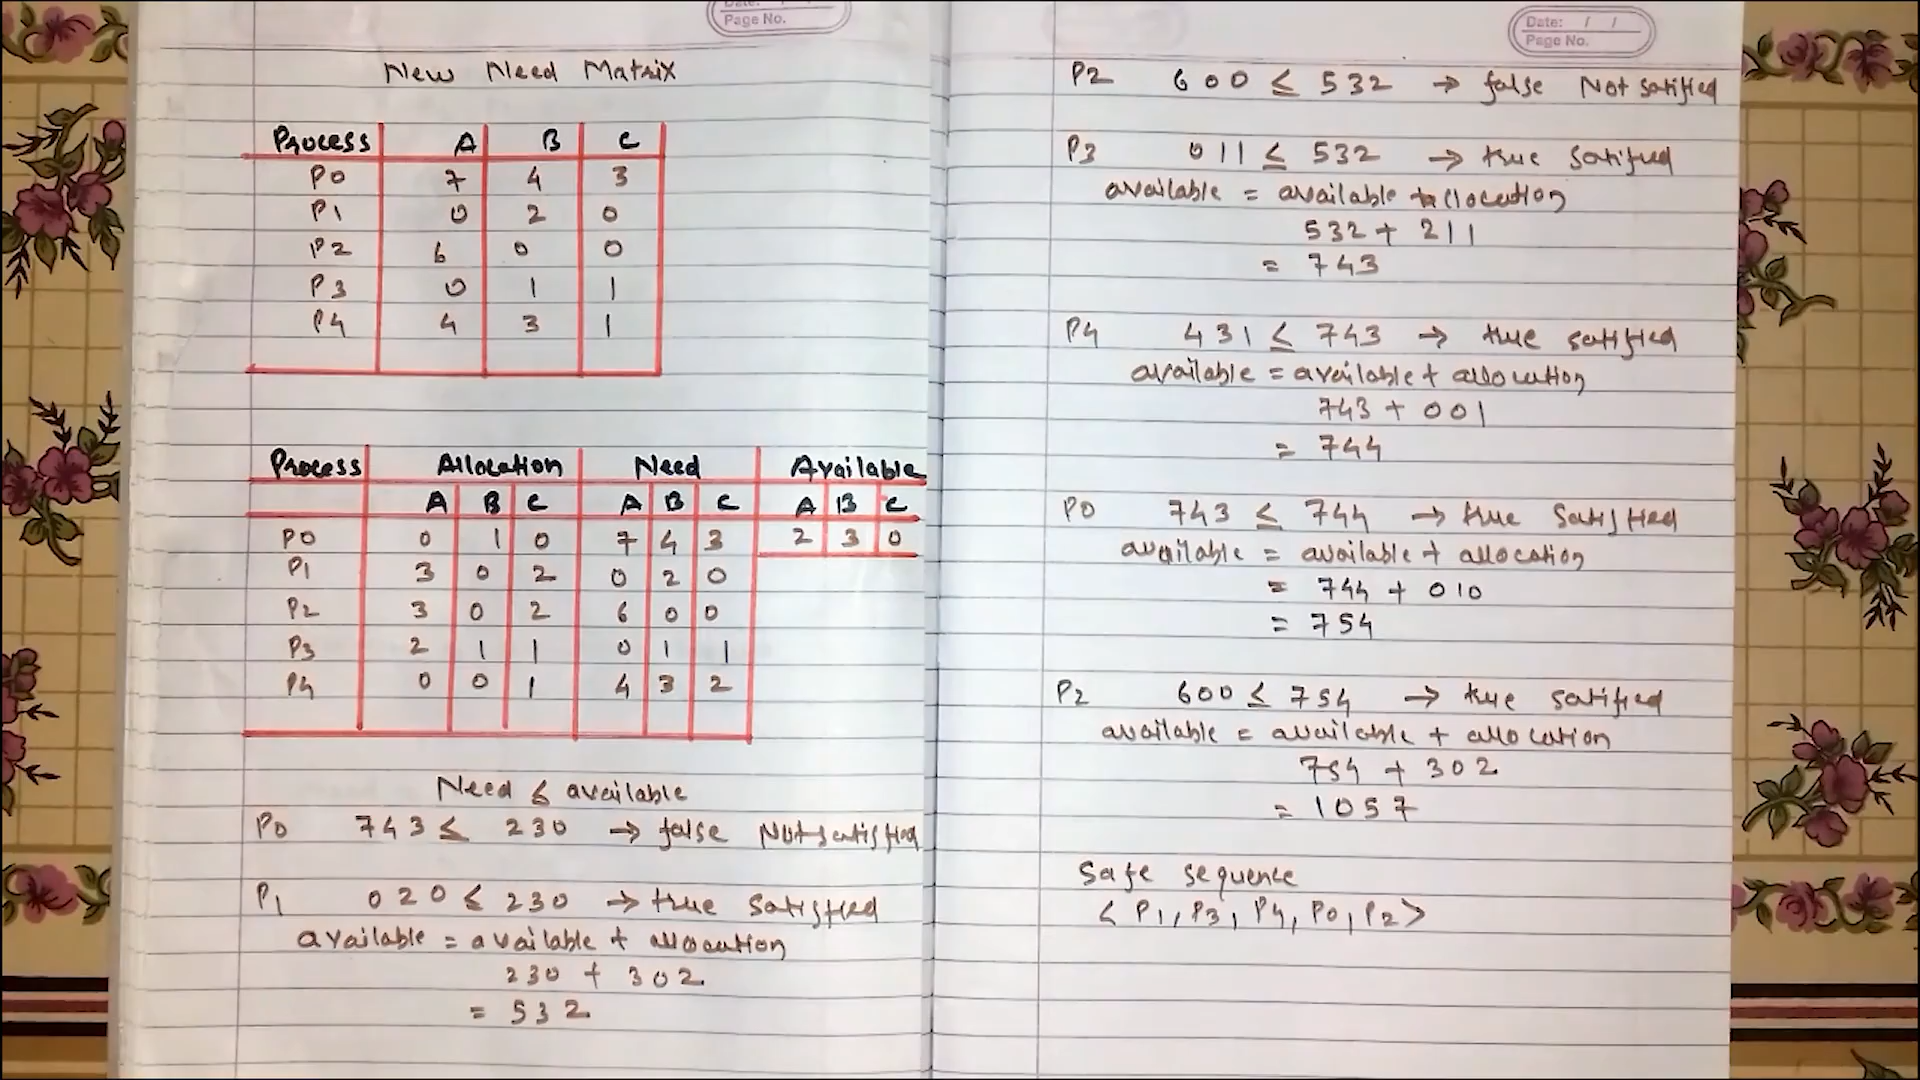 Date: / /
Page No.
New Need Matrix
Process A B C
P0 7 4 3
P1 0 2 0
P2 6 0 0
P3 0 1 1
P4 4 3 1
Process Allocation Need Available
A B C A B C A B C
P0 0 1 0 7 4 3 2 3 0
P1 3 0 2 0 2 0
P2 3 0 2 6 0 0
P3 2 1 1 0 1 1
P4 0 0 1 4 3 2
Need ≤ available
P0 743 ≤ 230 → false Not satisfied
P1 020 ≤ 230 → true satisfied
available = available + allocation
230 + 302
= 532
Date: / /
Page No.
P2 600 ≤ 532 → false Not satisfied
P3 011 ≤ 532 → true satified
available = available + allocation
532 + 211
= 743
P4 431 ≤ 743 → true satisfied
available = available + allocation
743 + 001
= 744
P0 743 ≤ 744 → true satisfied
available = available + allocation
= 744 + 010
= 754
P2 600 ≤ 754 → true satified
available = available + allocation
754 + 302
= 1057
Safe sequence
< P1, P3, P4, P0, P2 >